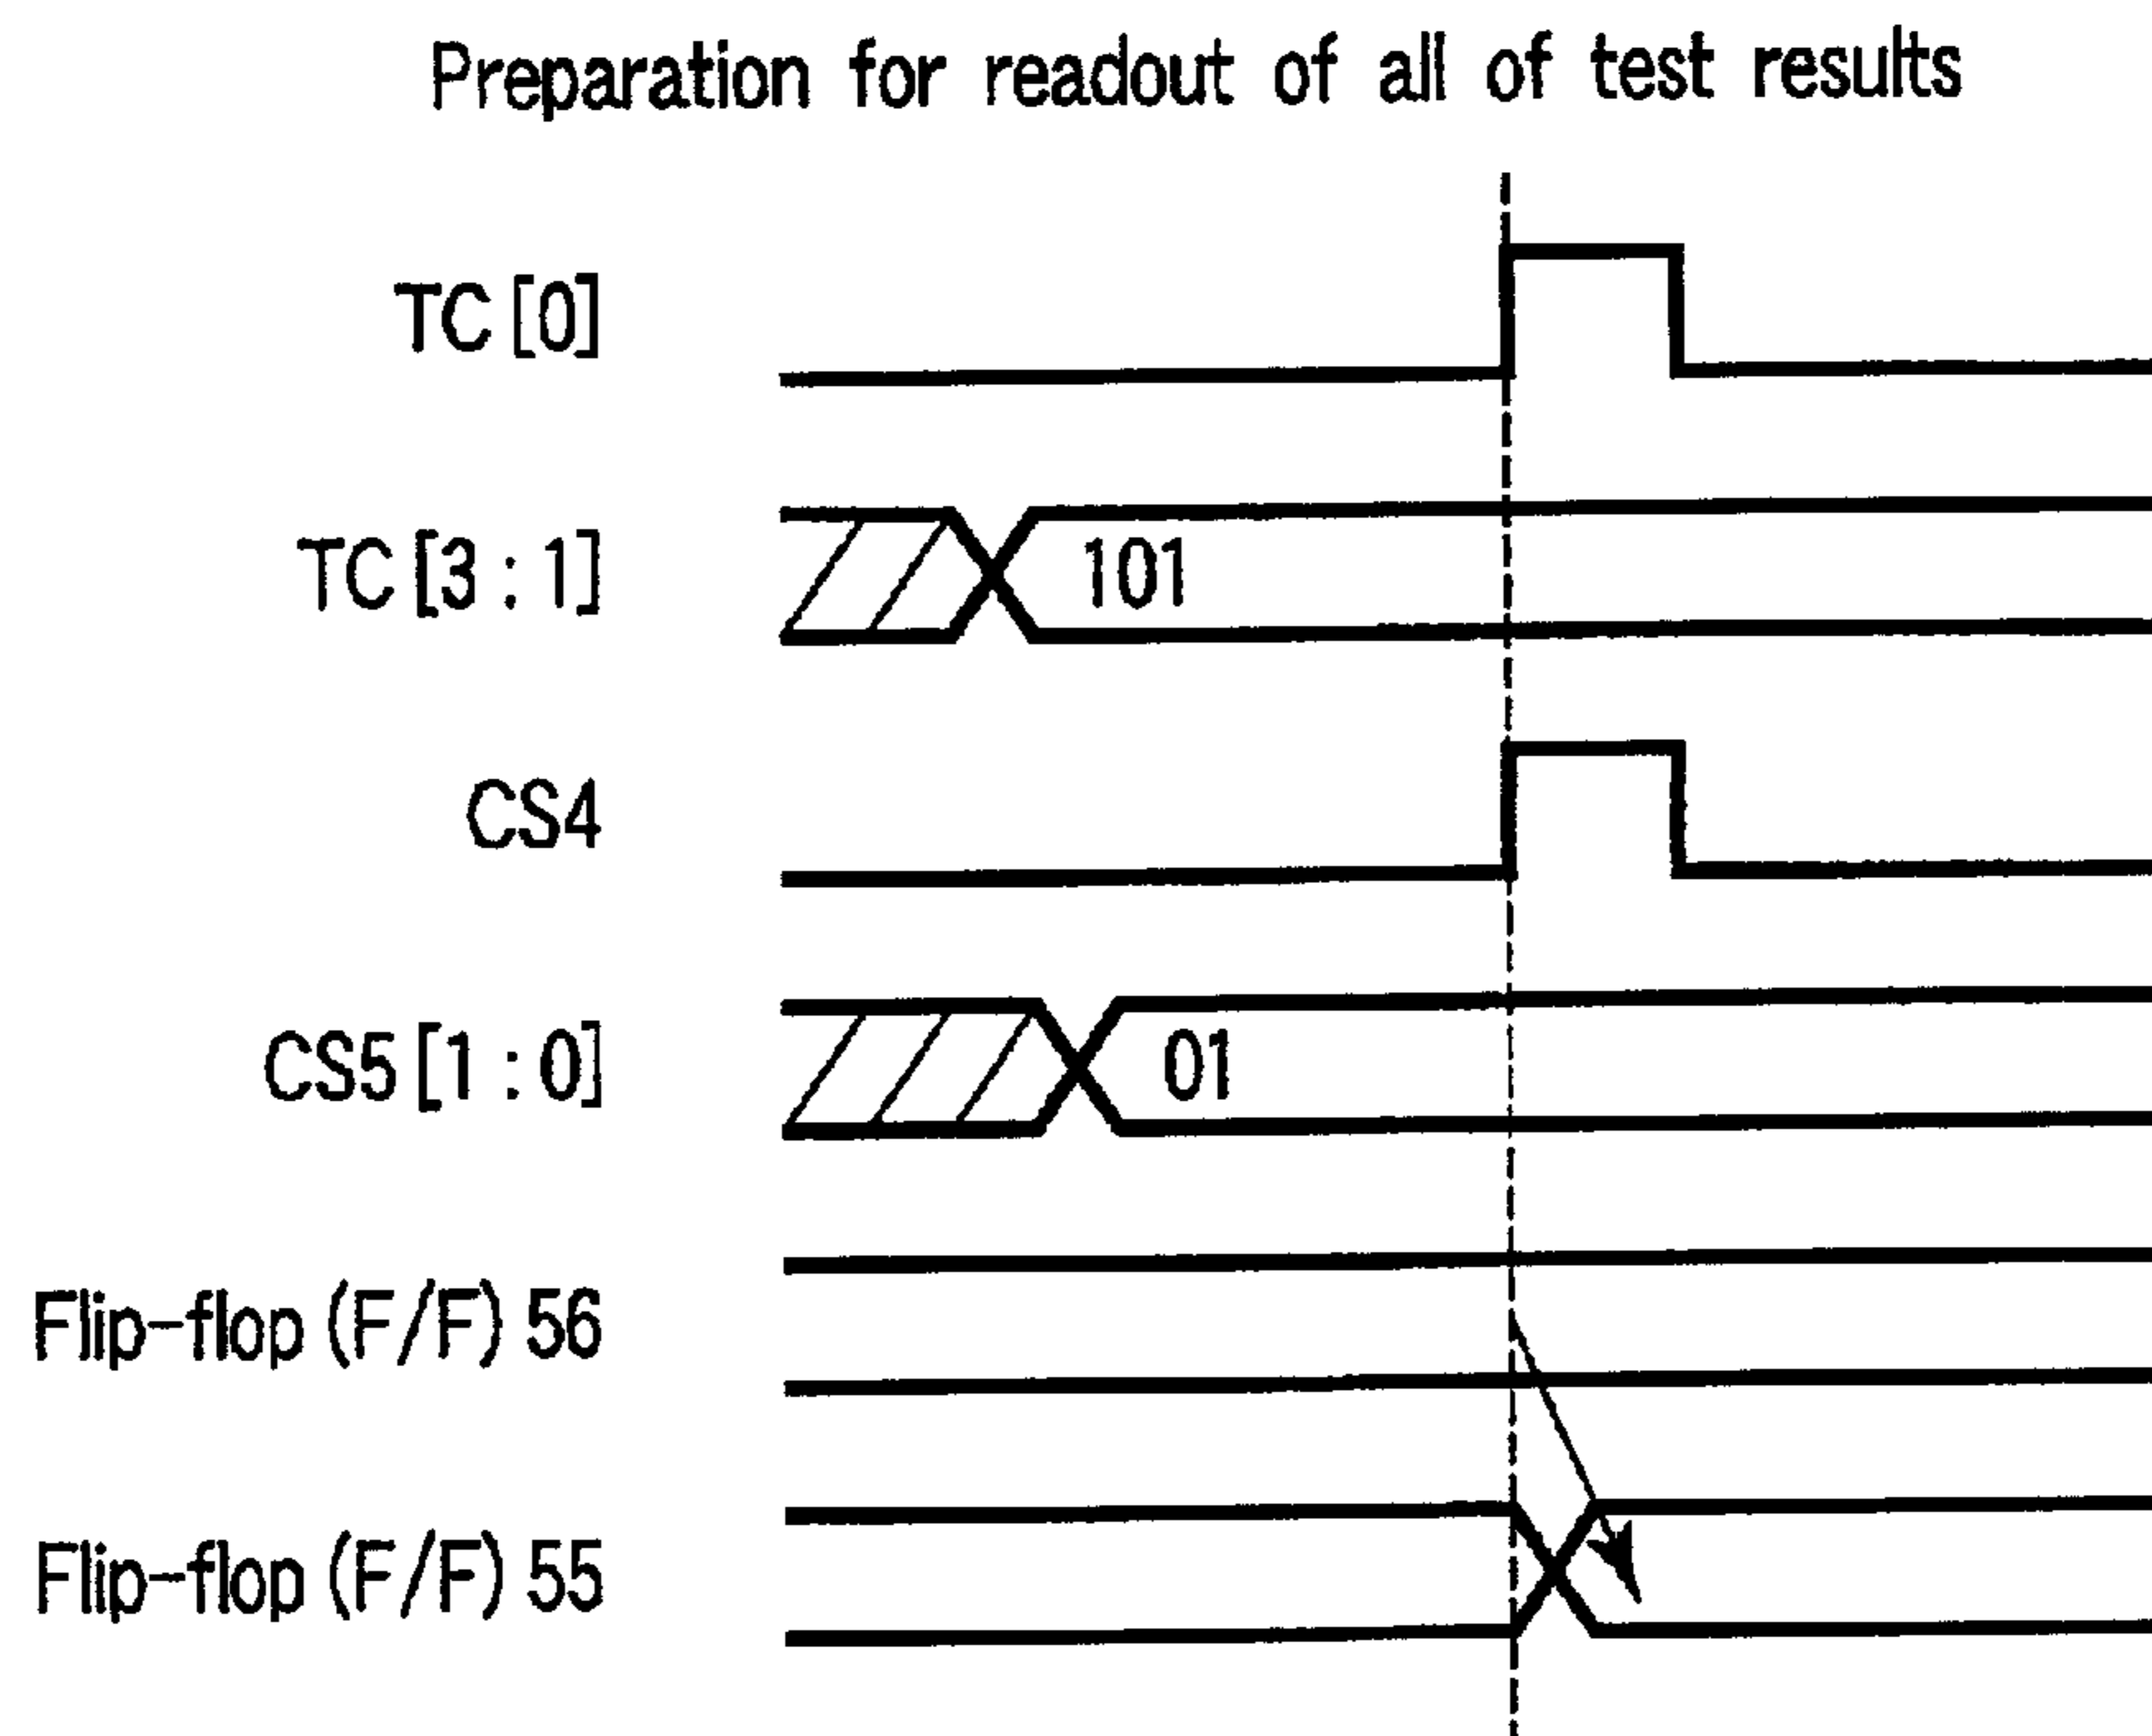 Preparation for readout of all of test results
TC [0]
TC [3 : 1]
101
CS4
CS5 [1 : 0]
01
Flip-flop (F/F) 56
Flip-flop (F/F) 55